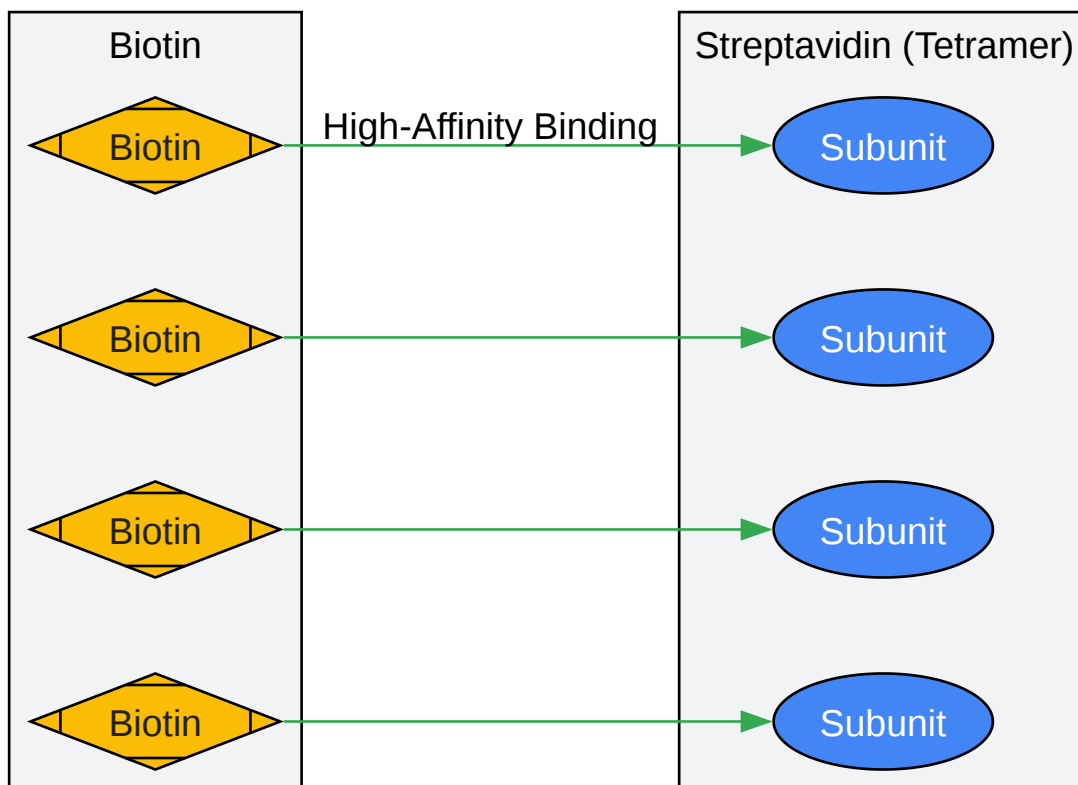 Biotin
Streptavidin (Tetramer)
Biotin
High-Affinity Binding
Subunit
Biotin
Subunit
Biotin
Subunit
Biotin
Subunit